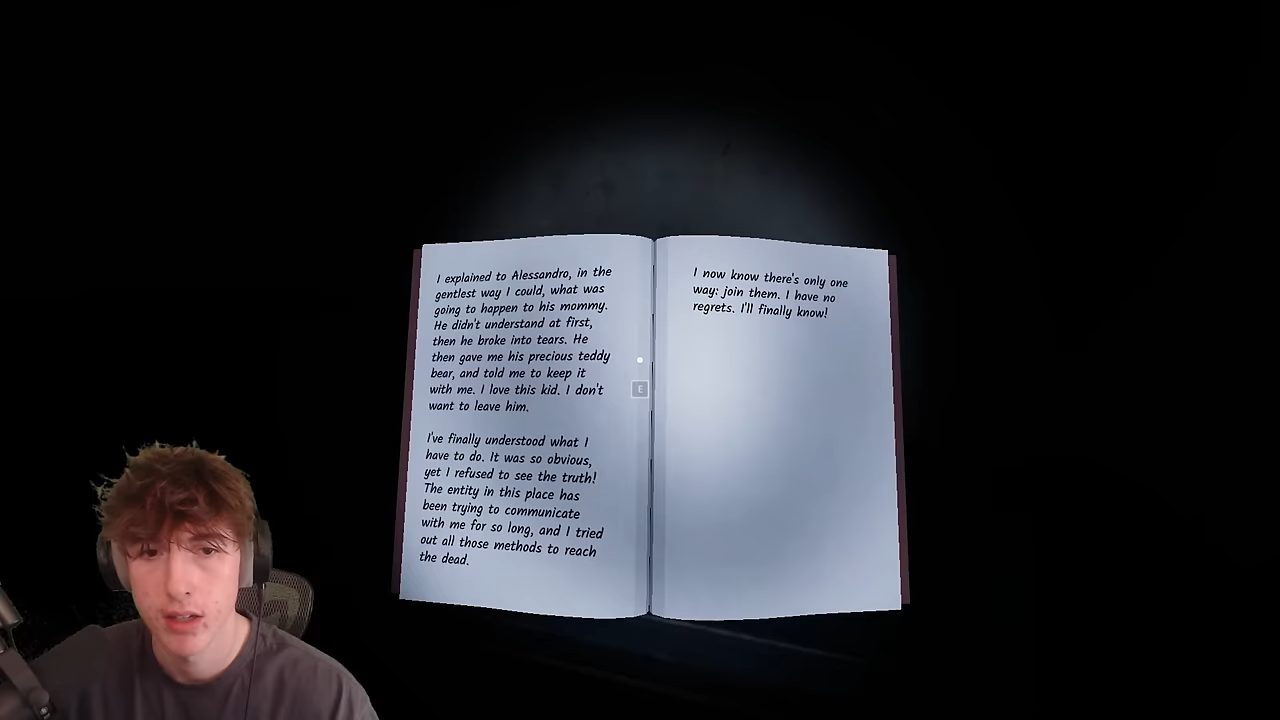 I explained to Alessandro, in the
gentlest way I could, what was
going to happen to his mommy.
He didn't understand at first,
then he broke into tears. He
then gave me his precious teddy
bear, and told me to keep it
with me. I love this kid. I don't
want to leave him.
I've finally understood what I
have to do. It was so obvious,
yet I refused to see the truth!
The entity in this place has
been trying to communicate
with me for so long, and I tried
out all those methods to reach
the dead.
I now know there's only one
way: join them. I have no
regrets. I'll finally know!
E